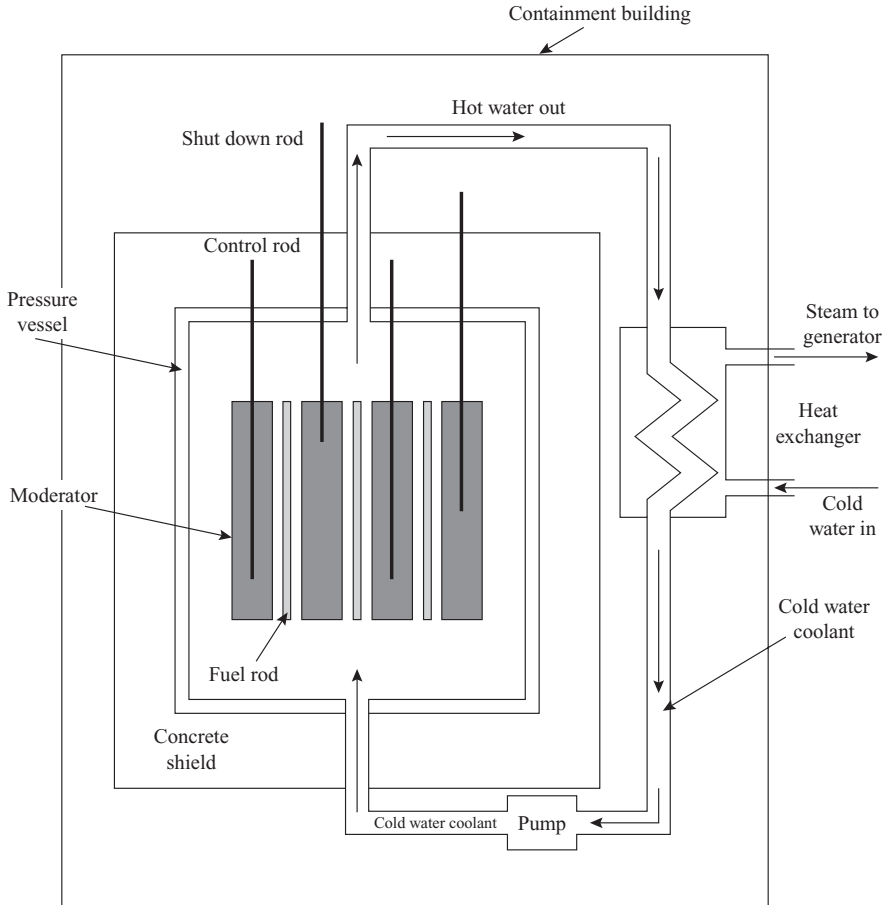 Containment building
Hot water out
Shut down rod
Control rod
Pressure
vessel
Steam to
generator
Heat
exchanger
Moderator
Cold
water in
Cold water
coolant
Fuel rod
Concrete
shield
Cold water coolant
Pump